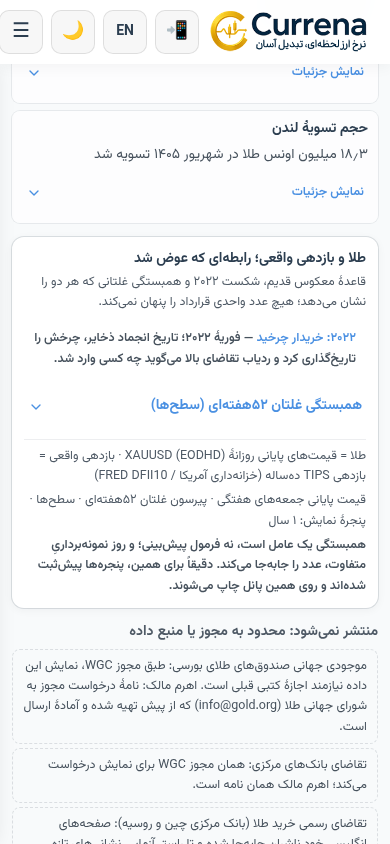 Currena
نرخ ارز لحظه‌ای، تبدیل آسان
EN
نمایش جزئیات
حجم تسویهٔ لندن
۱۸٫۳ میلیون اونس طلا در شهریور ۱۴۰۵ تسویه شد
نمایش جزئیات
طلا و بازدهی واقعی؛ رابطه‌ای که عوض شد
قاعدهٔ معکوس قدیم، شکست ۲۰۲۲ و همبستگی غلتانی که هر دو را
نشان می‌دهد؛ هیچ عدد واحدی قرارداد را پنهان نمی‌کند.
۲۰۲۲: خریدار چرخید — فوریهٔ ۲۰۲۲؛ تاریخ انجماد ذخایر، چرخش را
تاریخ‌گذاری کرد و ردیاب تقاضای بالا می‌گوید چه کسی وارد شد.
همبستگی غلتان ۵۲هفته‌ای (سطح‌ها)
طلا = قیمت‌های پایانی روزانهٔ XAUUSD (EODHD) · بازدهی واقعی =
بازدهی TIPS ده‌ساله (خزانه‌داری آمریکا / FRED DFII10)
قیمت پایانی جمعه‌های هفتگی · پیرسون غلتان ۵۲هفته‌ای · سطح‌ها ·
پنجرهٔ نمایش: ۱ سال
همبستگی یک عامل است، نه فرمول پیش‌بینی؛ و روز نمونه‌برداریِ
متفاوت، عدد را جابه‌جا می‌کند. دقیقاً برای همین، پنجره‌ها پیش‌ثبت
شده‌اند و روی همین پانل چاپ می‌شوند.
منتشر نمی‌شود: محدود به مجوز یا منبع داده
موجودی جهانی صندوق‌های طلای بورسی: طبق مجوز WGC، نمایش این
داده نیازمند اجازهٔ کتبی قبلی است. اهرم مالک: نامهٔ درخواست مجوز به
شورای جهانی طلا (info@gold.org) که از پیش تهیه شده و آمادهٔ ارسال
است.
تقاضای بانک‌های مرکزی: همان مجوز WGC برای نمایش درخواست
می‌کند؛ اهرم مالک همان نامه است.
تقاضای رسمی خرید طلا (بانک مرکزی چین و روسیه): صفحه‌های